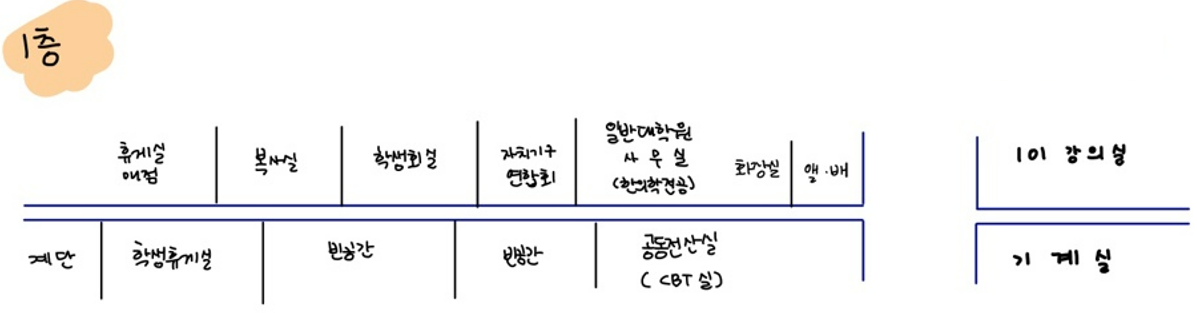 1층
휴게실
매점
복사실
학생회실
자치기구
연합회
일반대학원
사무실
(한의학전공)
화장실
엘·베
101 강의실
계단
학생휴게실
빈공간
빈공간
공동전산실
(CBT실)
기계실